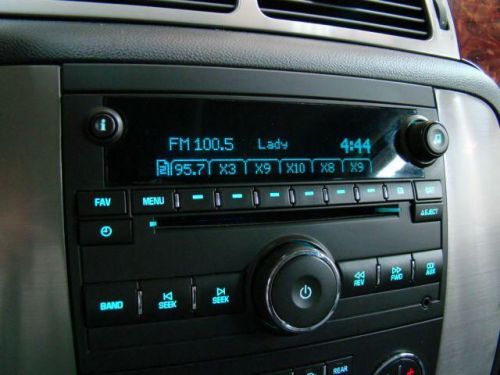 FM 100.5 Lady 4:44
2 95.7 X3 X9 X10 X8 X9
FAV MENU
EJECT
BAND SEEK SEEK REV FWD CD/AUX
REAR